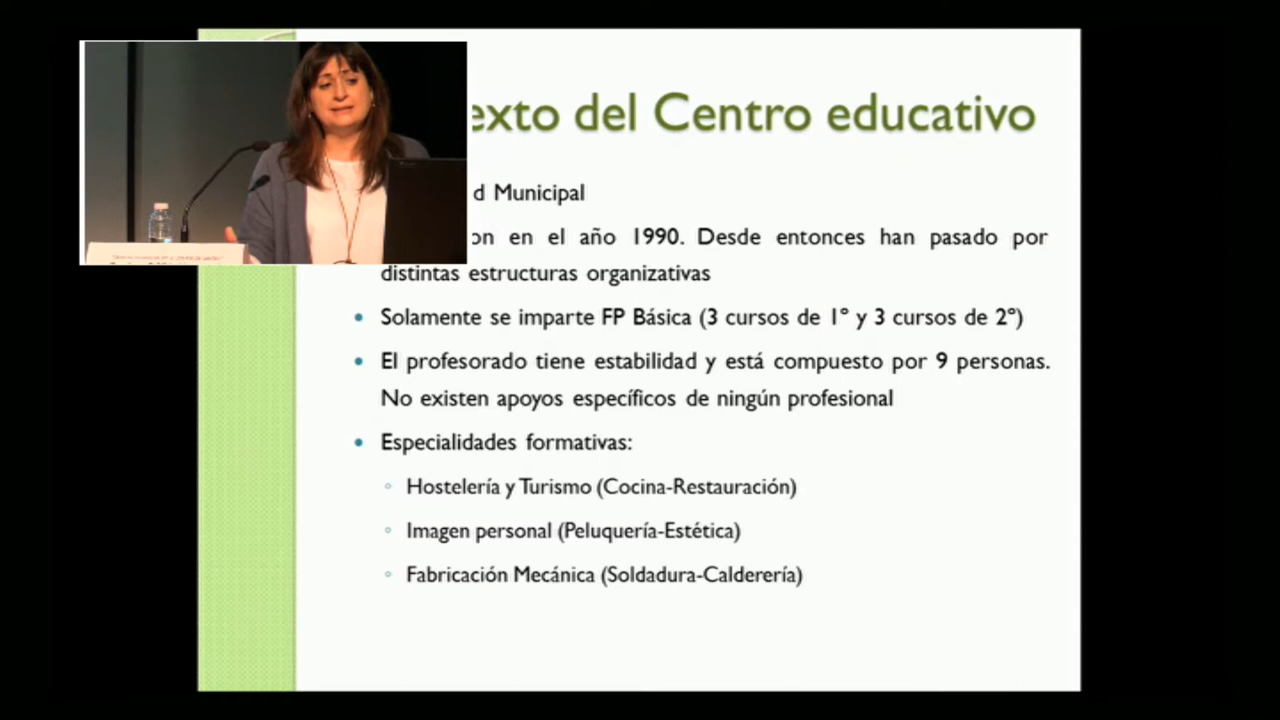 exto del Centro educativo
d Municipal
on en el año 1990. Desde entonces han pasado por
distintas estructuras organizativas
• Solamente se imparte FP Básica (3 cursos de 1º y 3 cursos de 2º)
• El profesorado tiene estabilidad y está compuesto por 9 personas.
No existen apoyos específicos de ningún profesional
• Especialidades formativas:
◦ Hostelería y Turismo (Cocina-Restauración)
◦ Imagen personal (Peluquería-Estética)
◦ Fabricación Mecánica (Soldadura-Calderería)